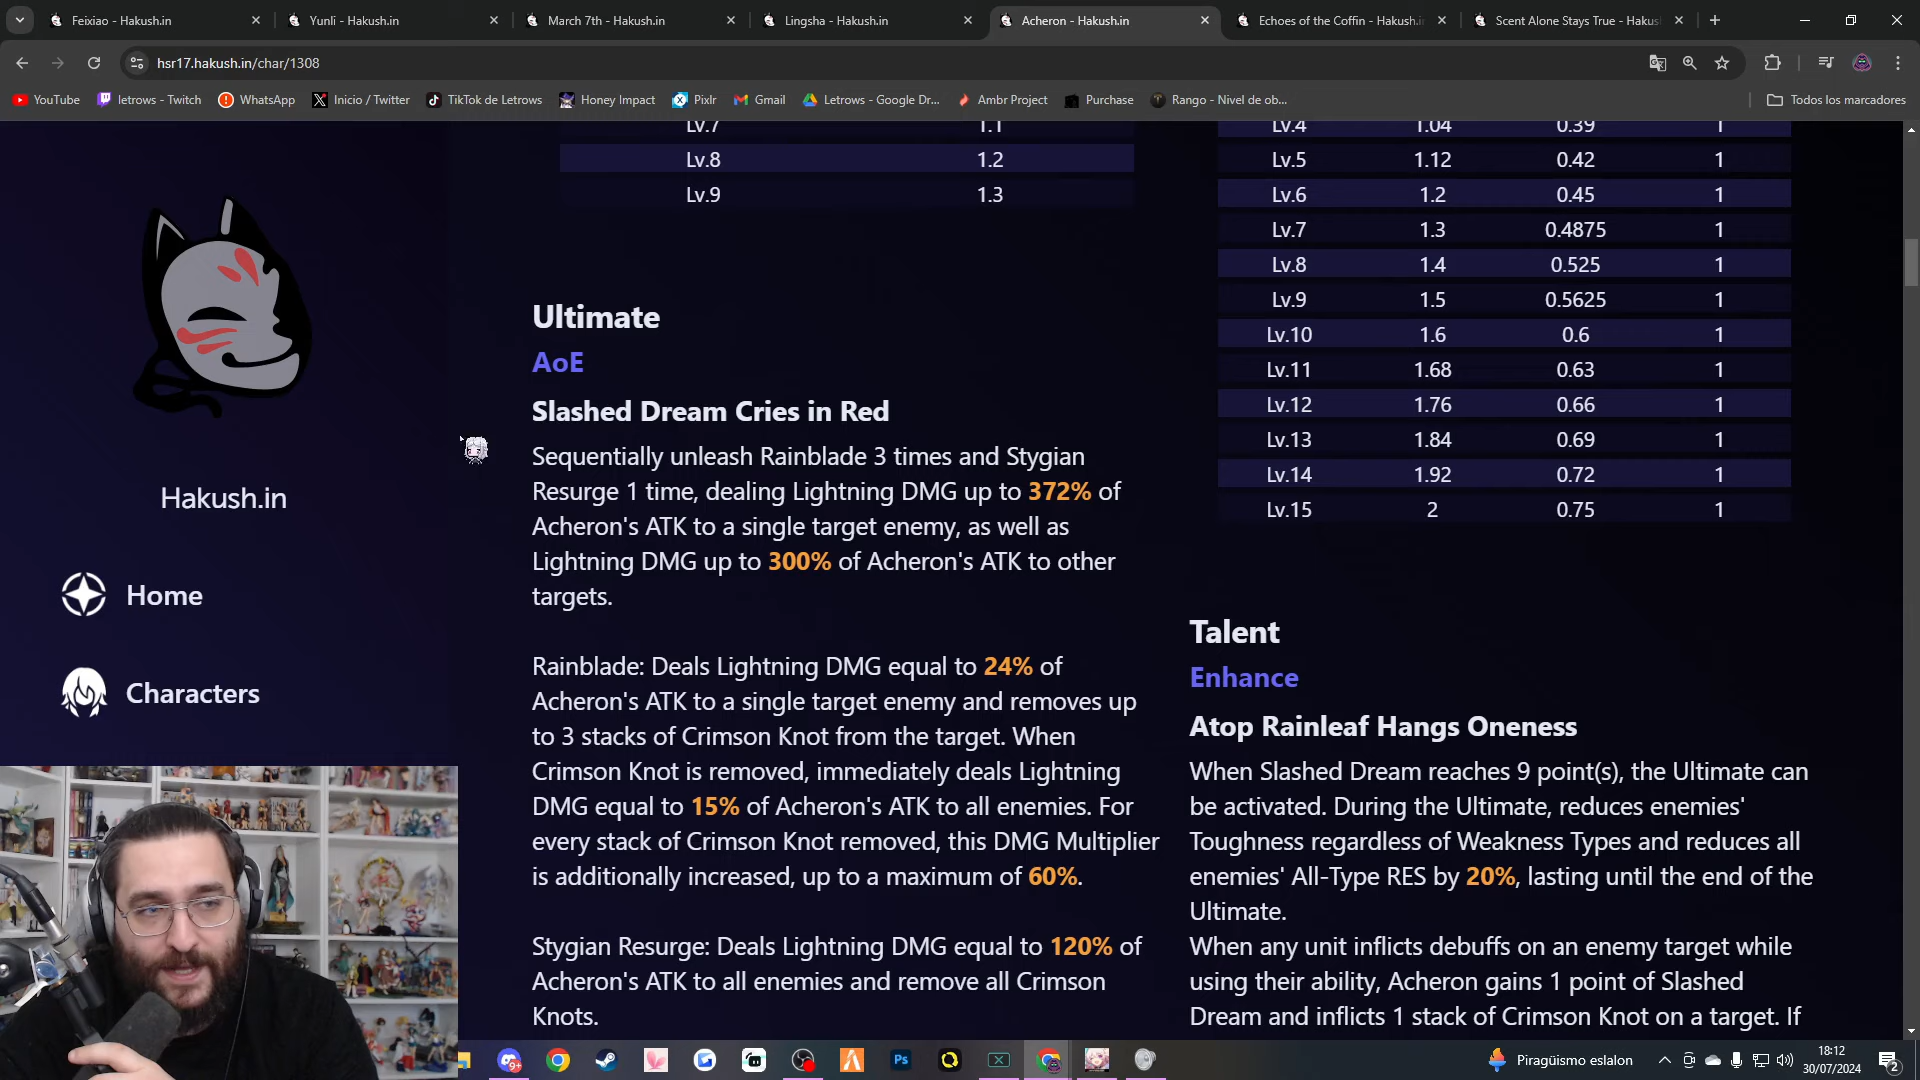 Feixiao - Hakush.in
Yunli - Hakush.in
March 7th - Hakush.in
Lingsha - Hakush.in
Acheron - Hakush.in
Echoes of the Coffin - Hakush.in
Scent Alone Stays True - Hakus
hsr17.hakush.in/char/1308
YouTube
letrows - Twitch
WhatsApp
Inicio / Twitter
TikTok de Letrows
Honey Impact
Pixlr
Gmail
Letrows - Google Dr...
Ambr Project
Purchase
Rango - Nivel de ob...
Todos los marcadores
Lv.7 1.1
Lv.8 1.2
Lv.9 1.3
Lv.4 1.04 0.39 1
Lv.5 1.12 0.42 1
Lv.6 1.2 0.45 1
Lv.7 1.3 0.4875 1
Lv.8 1.4 0.525 1
Lv.9 1.5 0.5625 1
Lv.10 1.6 0.6 1
Lv.11 1.68 0.63 1
Lv.12 1.76 0.66 1
Lv.13 1.84 0.69 1
Lv.14 1.92 0.72 1
Lv.15 2 0.75 1
Hakush.in
Home
Characters
Ultimate
AoE
Slashed Dream Cries in Red
Sequentially unleash Rainblade 3 times and Stygian
Resurge 1 time, dealing Lightning DMG up to 372% of
Acheron's ATK to a single target enemy, as well as
Lightning DMG up to 300% of Acheron's ATK to other
targets.
Rainblade: Deals Lightning DMG equal to 24% of
Acheron's ATK to a single target enemy and removes up
to 3 stacks of Crimson Knot from the target. When
Crimson Knot is removed, immediately deals Lightning
DMG equal to 15% of Acheron's ATK to all enemies. For
every stack of Crimson Knot removed, this DMG Multiplier
is additionally increased, up to a maximum of 60%.
Stygian Resurge: Deals Lightning DMG equal to 120% of
Acheron's ATK to all enemies and remove all Crimson
Knots.
Talent
Enhance
Atop Rainleaf Hangs Oneness
When Slashed Dream reaches 9 point(s), the Ultimate can
be activated. During the Ultimate, reduces enemies'
Toughness regardless of Weakness Types and reduces all
enemies' All-Type RES by 20%, lasting until the end of the
Ultimate.
When any unit inflicts debuffs on an enemy target while
using their ability, Acheron gains 1 point of Slashed
Dream and inflicts 1 stack of Crimson Knot on a target. If
9+
Ps
Piragüismo eslalon
18:12
30/07/2024
2